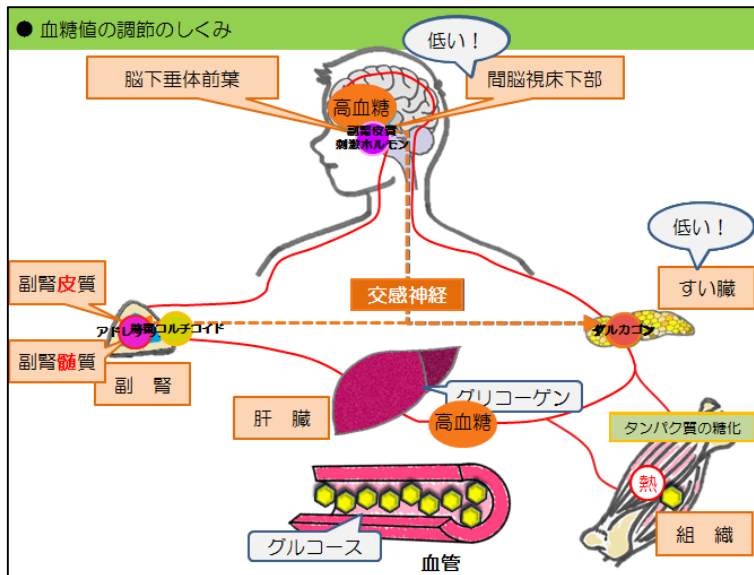 ● 血糖値の調節のしくみ
低い!
脳下垂体前葉
間脳視床下部
高血糖
副腎皮質
刺激ホルモン
低い!
すい臓
交感神経
副腎皮質
コルチコイド
グルカゴン
副腎髄質
副 腎
肝 臓
グリコーゲン
高血糖
タンパク質の糖化
熱
グルコース
血管
組 織